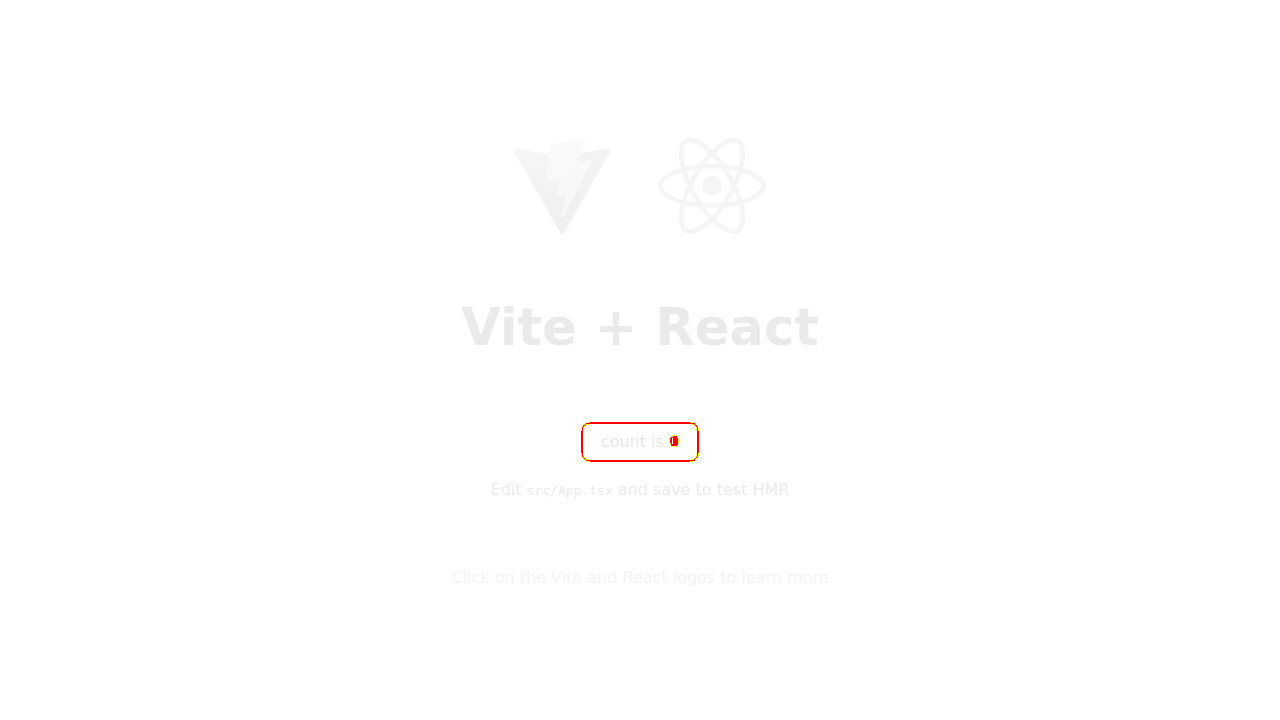 Vite + React
count is
Edit src/App.tsx and save to test HMR
Click on the Vite and React logos to learn more